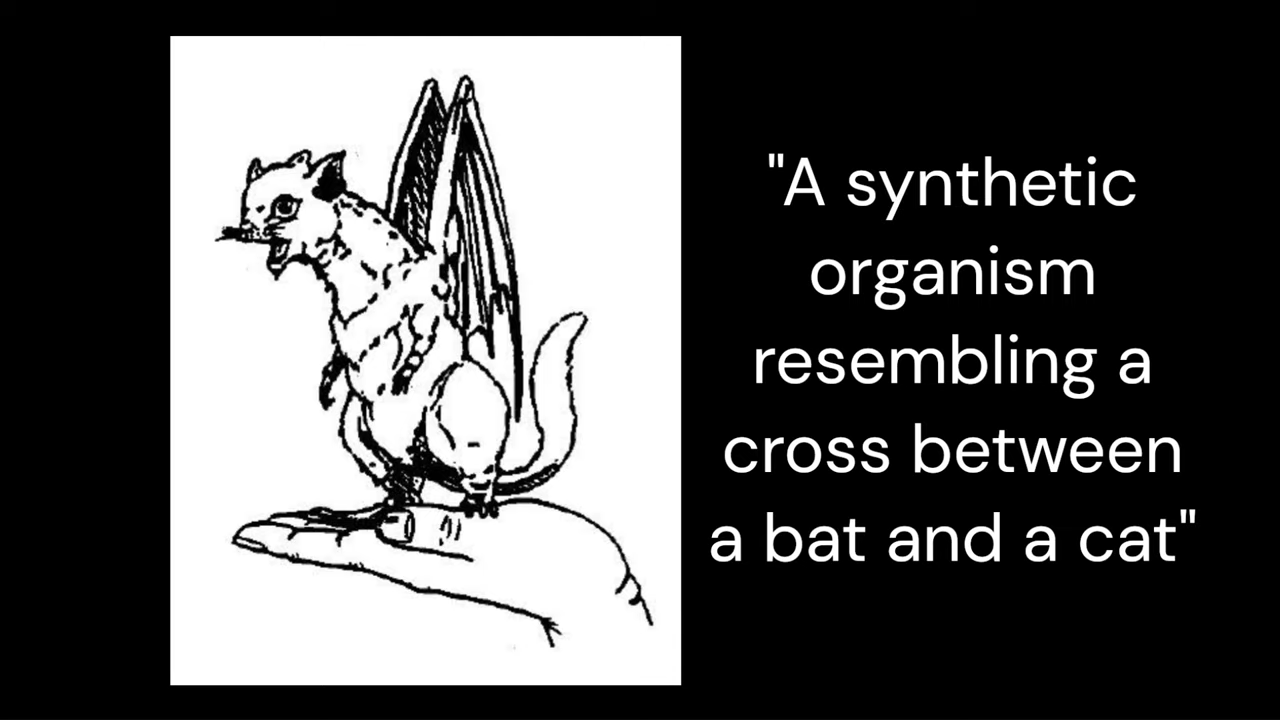 "A synthetic
organism
resembling a
cross between
a bat and a cat"